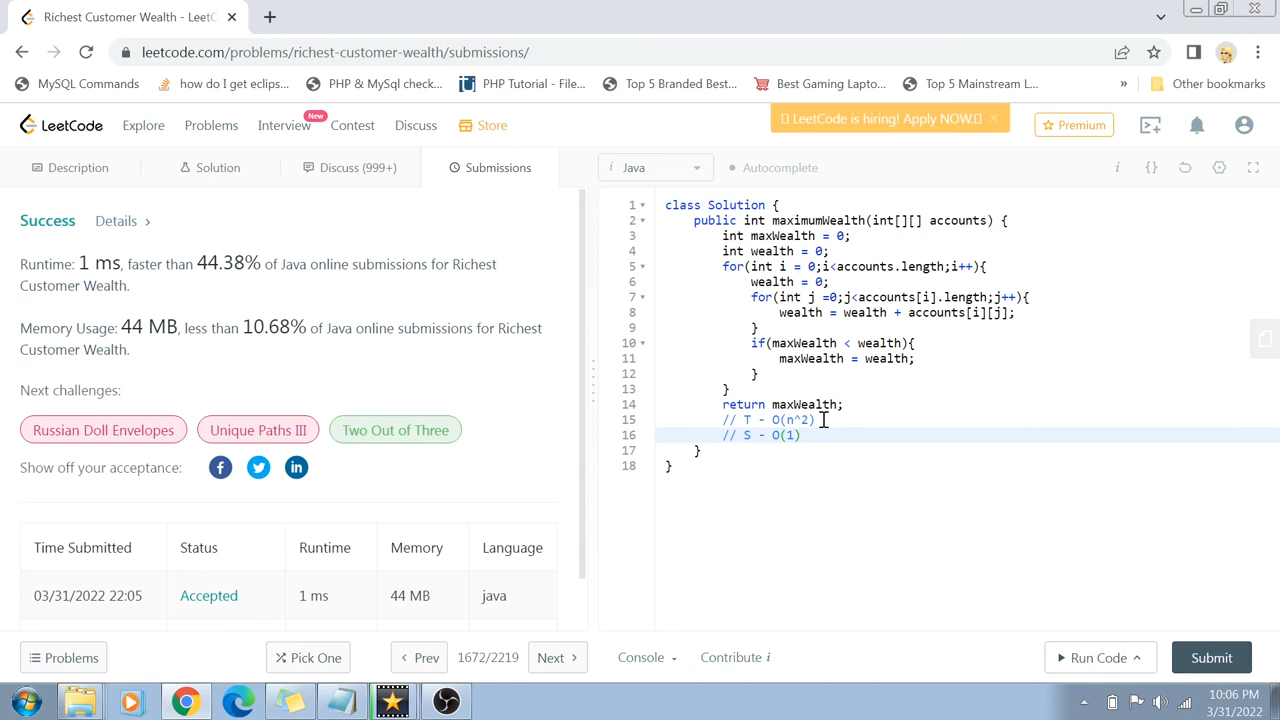 Richest Customer Wealth - LeetC
leetcode.com/problems/richest-customer-wealth/submissions/
MySQL Commands
how do I get eclips...
PHP & MySql check...
PHP Tutorial - File...
Top 5 Branded Best...
Best Gaming Lapto...
Top 5 Mainstream L...
»
Other bookmarks
LeetCode
Explore
Problems
Interview
New
Contest
Discuss
Store
LeetCode is hiring! Apply NOW.
Premium
Description
Solution
Discuss (999+)
Submissions
i Java
Autocomplete
Success
Details
Runtime: 1 ms, faster than 44.38% of Java online submissions for Richest
Customer Wealth.
Memory Usage: 44 MB, less than 10.68% of Java online submissions for Richest
Customer Wealth.
Next challenges:
Russian Doll Envelopes
Unique Paths III
Two Out of Three
Show off your acceptance:
Time Submitted Status Runtime Memory Language
03/31/2022 22:05 Accepted 1 ms 44 MB java
1 class Solution {
2 public int maximumWealth(int[][] accounts) {
3 int maxWealth = 0;
4 int wealth = 0;
5 for(int i = 0;i<accounts.length;i++){
6 wealth = 0;
7 for(int j =0;j<accounts[i].length;j++){
8 wealth = wealth + accounts[i][j];
9 }
10 if(maxWealth < wealth){
11 maxWealth = wealth;
12 }
13 }
14 return maxWealth;
15 // T - O(n^2)
16 // S - O(1)
17 }
18 }
Problems
Pick One
Prev
1672/2219
Next
Console
Contribute i
Run Code
Submit
10:06 PM
3/31/2022